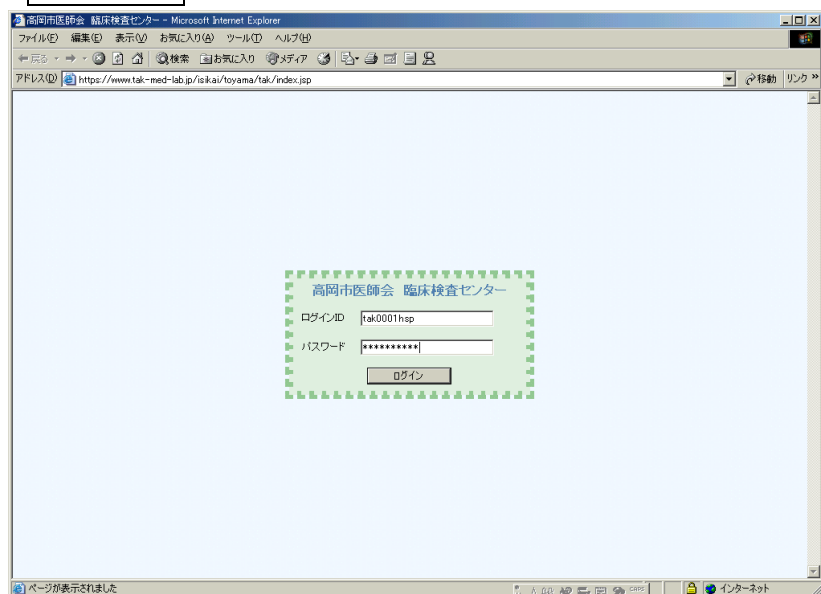 高岡市医師会 臨床検査センター - Microsoft Internet Explorer
ファイル(F) 編集(E) 表示(V) お気に入り(A) ツール(T) ヘルプ(H)
戻る 検索 お気に入り メディア
アドレス(D) https://www.tak-med-lab.jp/isikai/toyama/tak/index.jsp 移動 リンク »
高岡市医師会 臨床検査センター
ログインID tak0001hsp
パスワード **********
ログイン
ページが表示されました CAPS インターネット